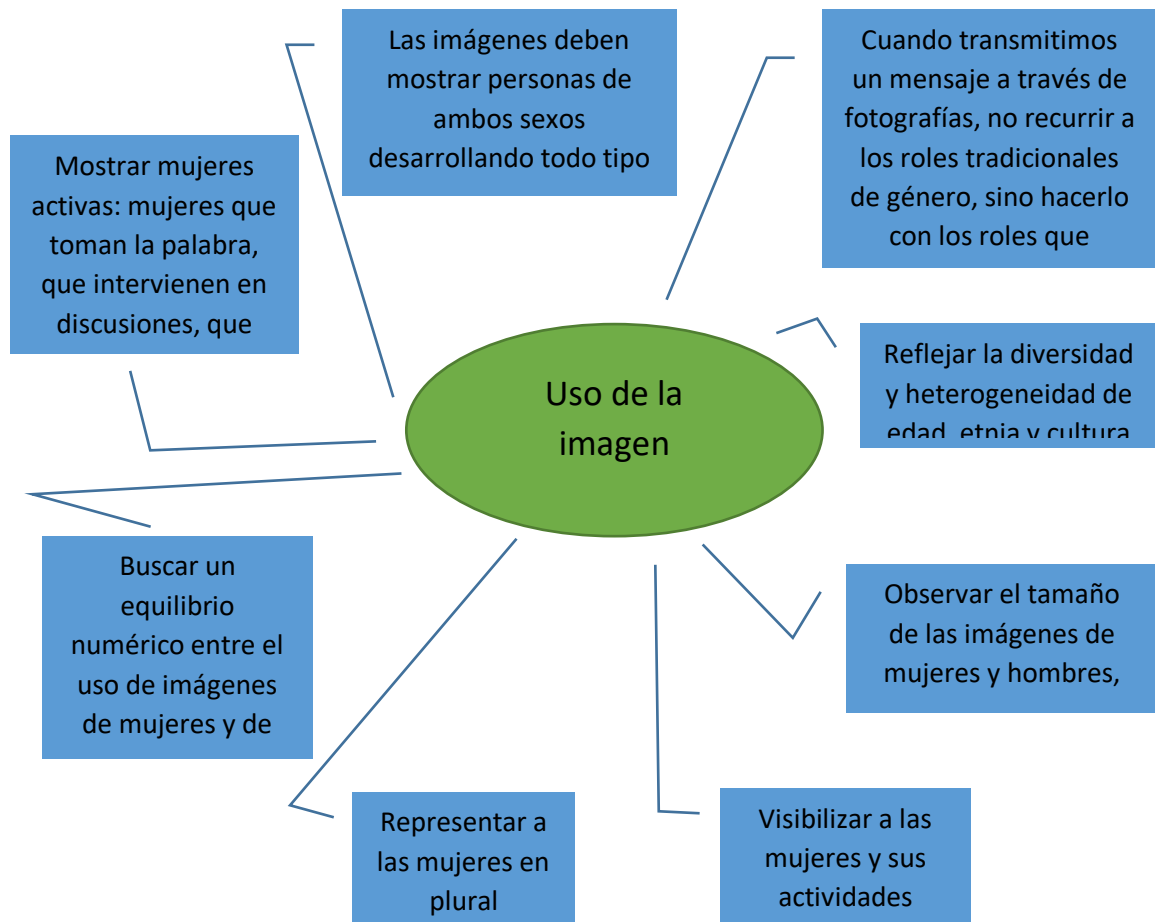 Las imágenes deben
mostrar personas de
ambos sexos
desarrollando todo tipo
Cuando transmitimos
un mensaje a través de
fotografías, no recurrir a
los roles tradicionales
de género, sino hacerlo
con los roles que
Mostrar mujeres
activas: mujeres que
toman la palabra,
que intervienen en
discusiones, que
Reflejar la diversidad
y heterogeneidad de
edad, etnia y cultura
Uso de la
imagen
Buscar un
equilibrio
numérico entre el
uso de imágenes
de mujeres y de
Observar el tamaño
de las imágenes de
mujeres y hombres,
Representar a
las mujeres en
plural
Visibilizar a las
mujeres y sus
actividades